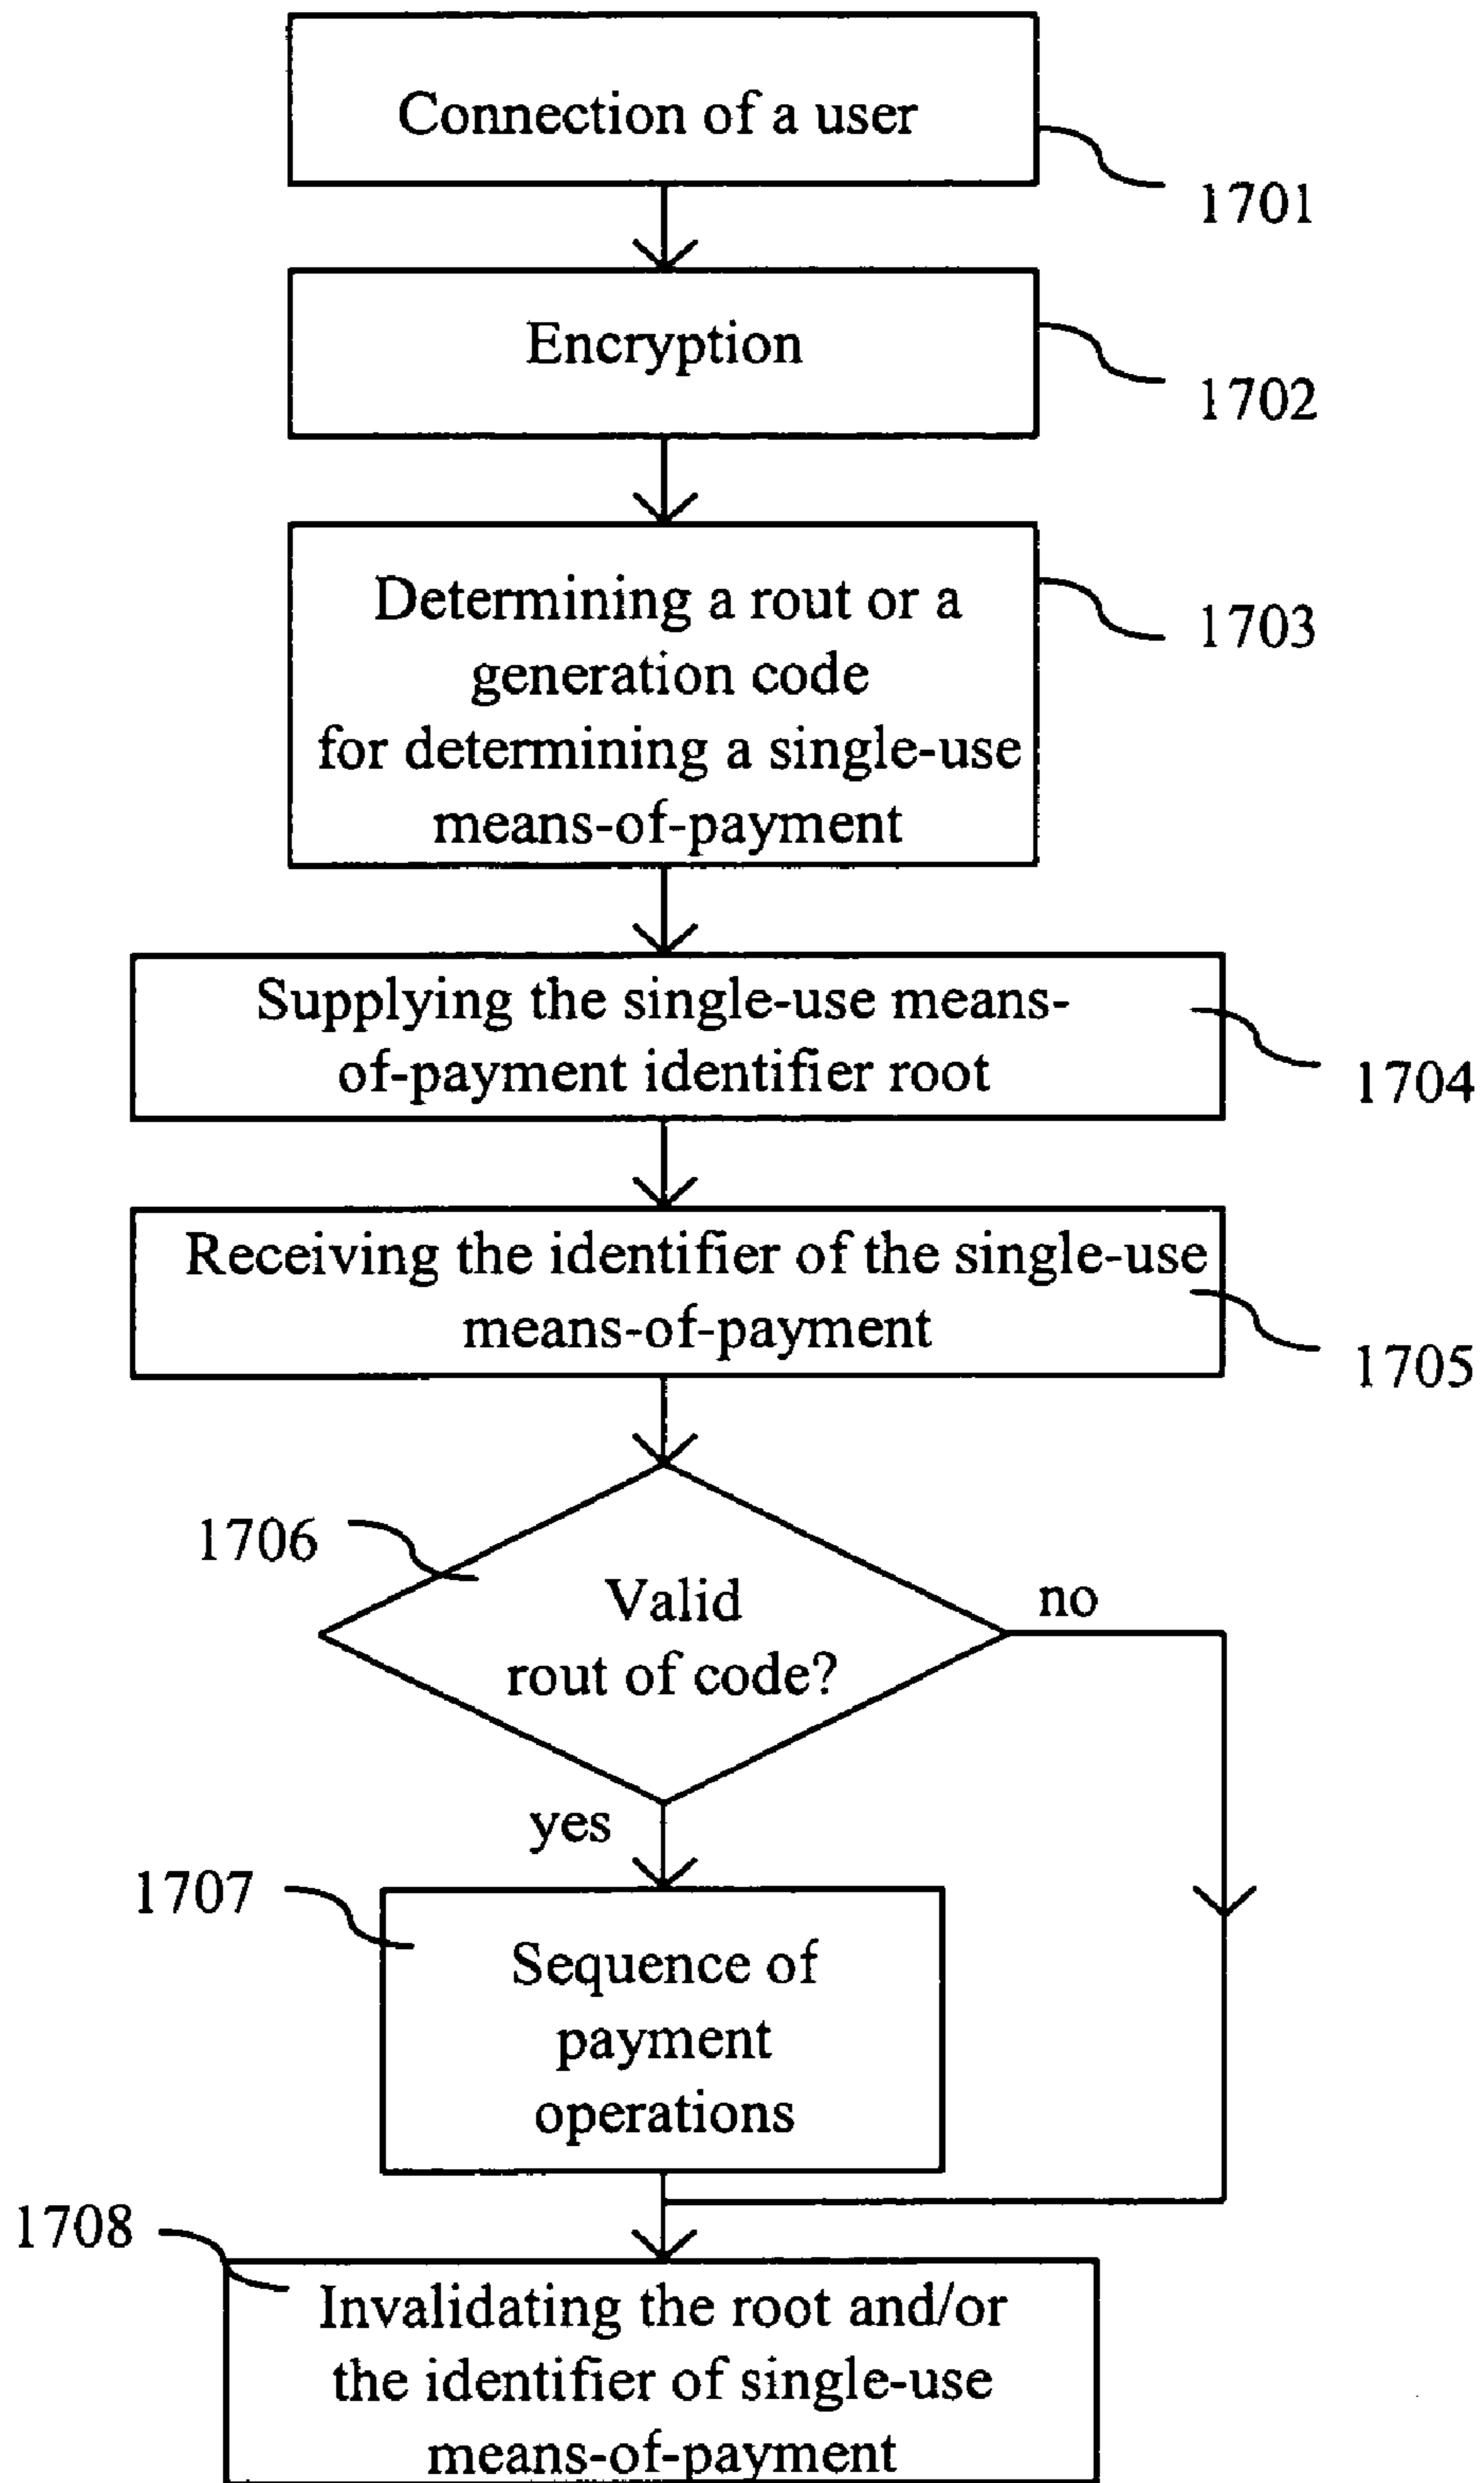 Connection of a user
1701
Encryption
1702
Determining a rout or a
generation code
for determining a single-use
means-of-payment
1703
Supplying the single-use means-
of-payment identifier root
1704
Receiving the identifier of the single-use
means-of-payment
1705
1706
Valid
rout of code?
no
yes
1707
Sequence of
payment
operations
1708
Invalidating the root and/or
the identifier of single-use
means-of-payment